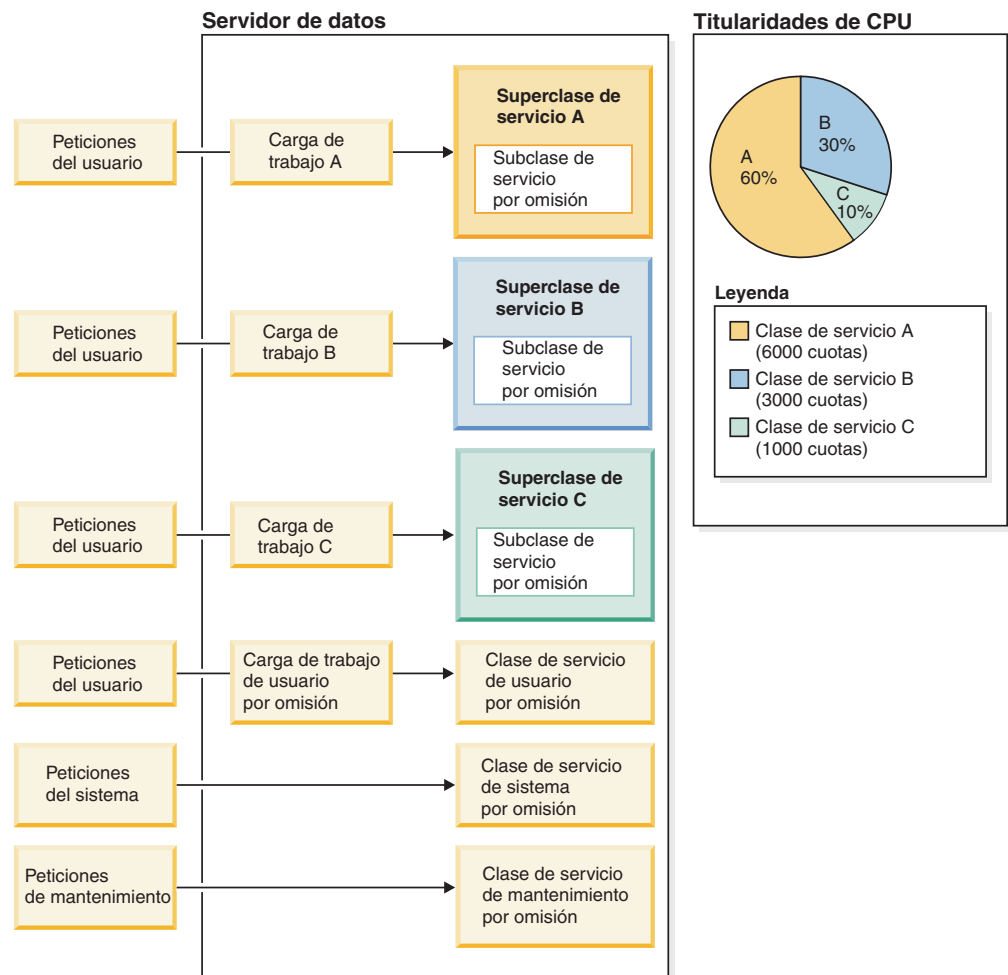 Servidor de datos
Titularidades de CPU
Peticiones
del usuario
Carga de
trabajo A
Superclase de
servicio A
Subclase de
servicio
por omisión
Peticiones
del usuario
Carga de
trabajo B
Superclase de
servicio B
Subclase de
servicio
por omisión
Peticiones
del usuario
Carga de
trabajo C
Superclase de
servicio C
Subclase de
servicio
por omisión
Peticiones
del usuario
Carga de trabajo
de usuario
por omisión
Clase de servicio
de usuario
por omisión
Peticiones
del sistema
Clase de servicio
de sistema
por omisión
Peticiones
de mantenimiento
Clase de servicio
de mantenimiento
por omisión
A
60%
B
30%
C
10%
Leyenda
Clase de servicio A
(6000 cuotas)
Clase de servicio B
(3000 cuotas)
Clase de servicio C
(1000 cuotas)